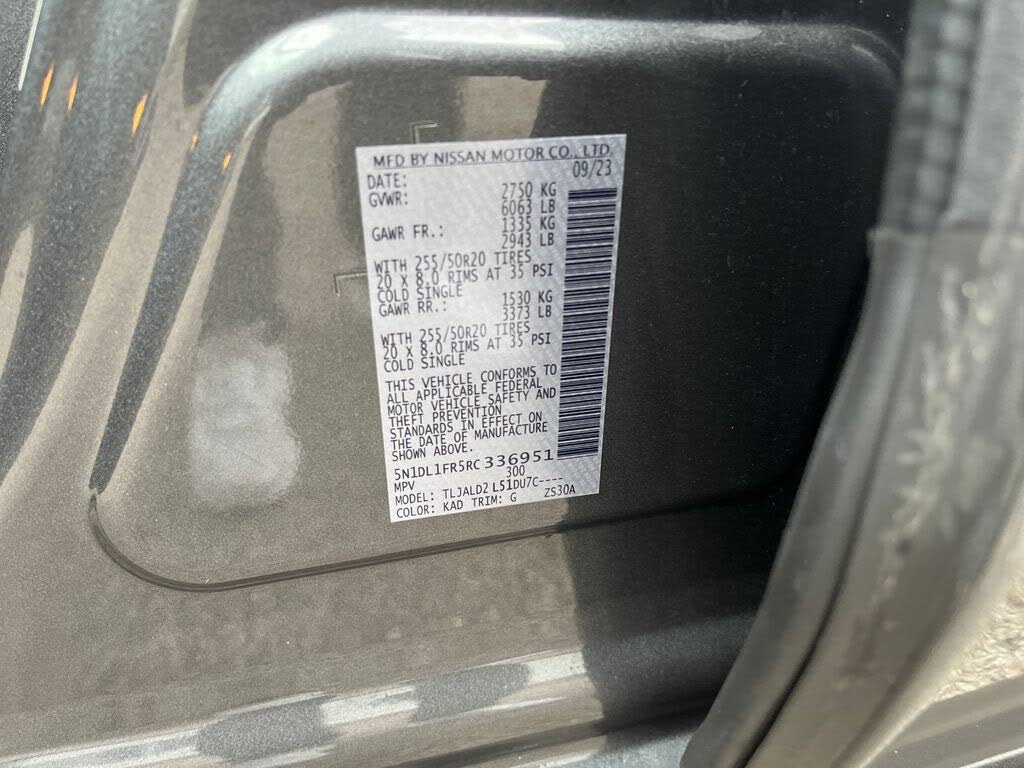 MFD BY NISSAN MOTOR CO., LTD.
DATE: 09/23
GVWR: 2750 KG
6063 LB
GAWR FR.: 1335 KG
2943 LB
WITH 255/50R20 TIRES
20 X 8.0 RIMS AT 35 PSI
COLD SINGLE
GAWR RR.: 1530 KG
3373 LB
WITH 255/50R20 TIRES
20 X 8.0 RIMS AT 35 PSI
COLD SINGLE
THIS VEHICLE CONFORMS TO
ALL APPLICABLE FEDERAL
MOTOR VEHICLE SAFETY AND
THEFT PREVENTION
STANDARDS IN EFFECT ON
THE DATE OF MANUFACTURE
SHOWN ABOVE.
5N1DL1FR5RC336951
MPV 300
MODEL: TLJALD2 L51DU7C----
COLOR: KAD TRIM: G ZS30A